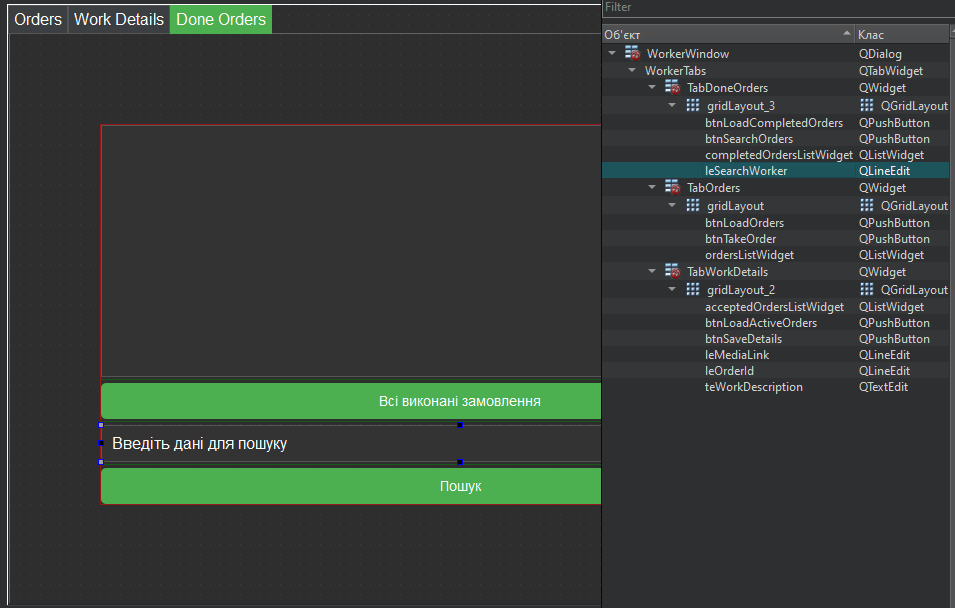 Orders Work Details Done Orders
Всі виконані замовлення
Введіть дані для пошуку
Пошук
Filter
Об'єкт Клас
WorkerWindow QDialog
WorkerTabs QTabWidget
TabDoneOrders QWidget
gridLayout_3 QGridLayout
btnLoadCompletedOrders QPushButton
btnSearchOrders QPushButton
completedOrdersListWidget QListWidget
leSearchWorker QLineEdit
TabOrders QWidget
gridLayout QGridLayout
btnLoadOrders QPushButton
btnTakeOrder QPushButton
ordersListWidget QListWidget
TabWorkDetails QWidget
gridLayout_2 QGridLayout
acceptedOrdersListWidget QListWidget
btnLoadActiveOrders QPushButton
btnSaveDetails QPushButton
leMediaLink QLineEdit
leOrderId QLineEdit
teWorkDescription QTextEdit